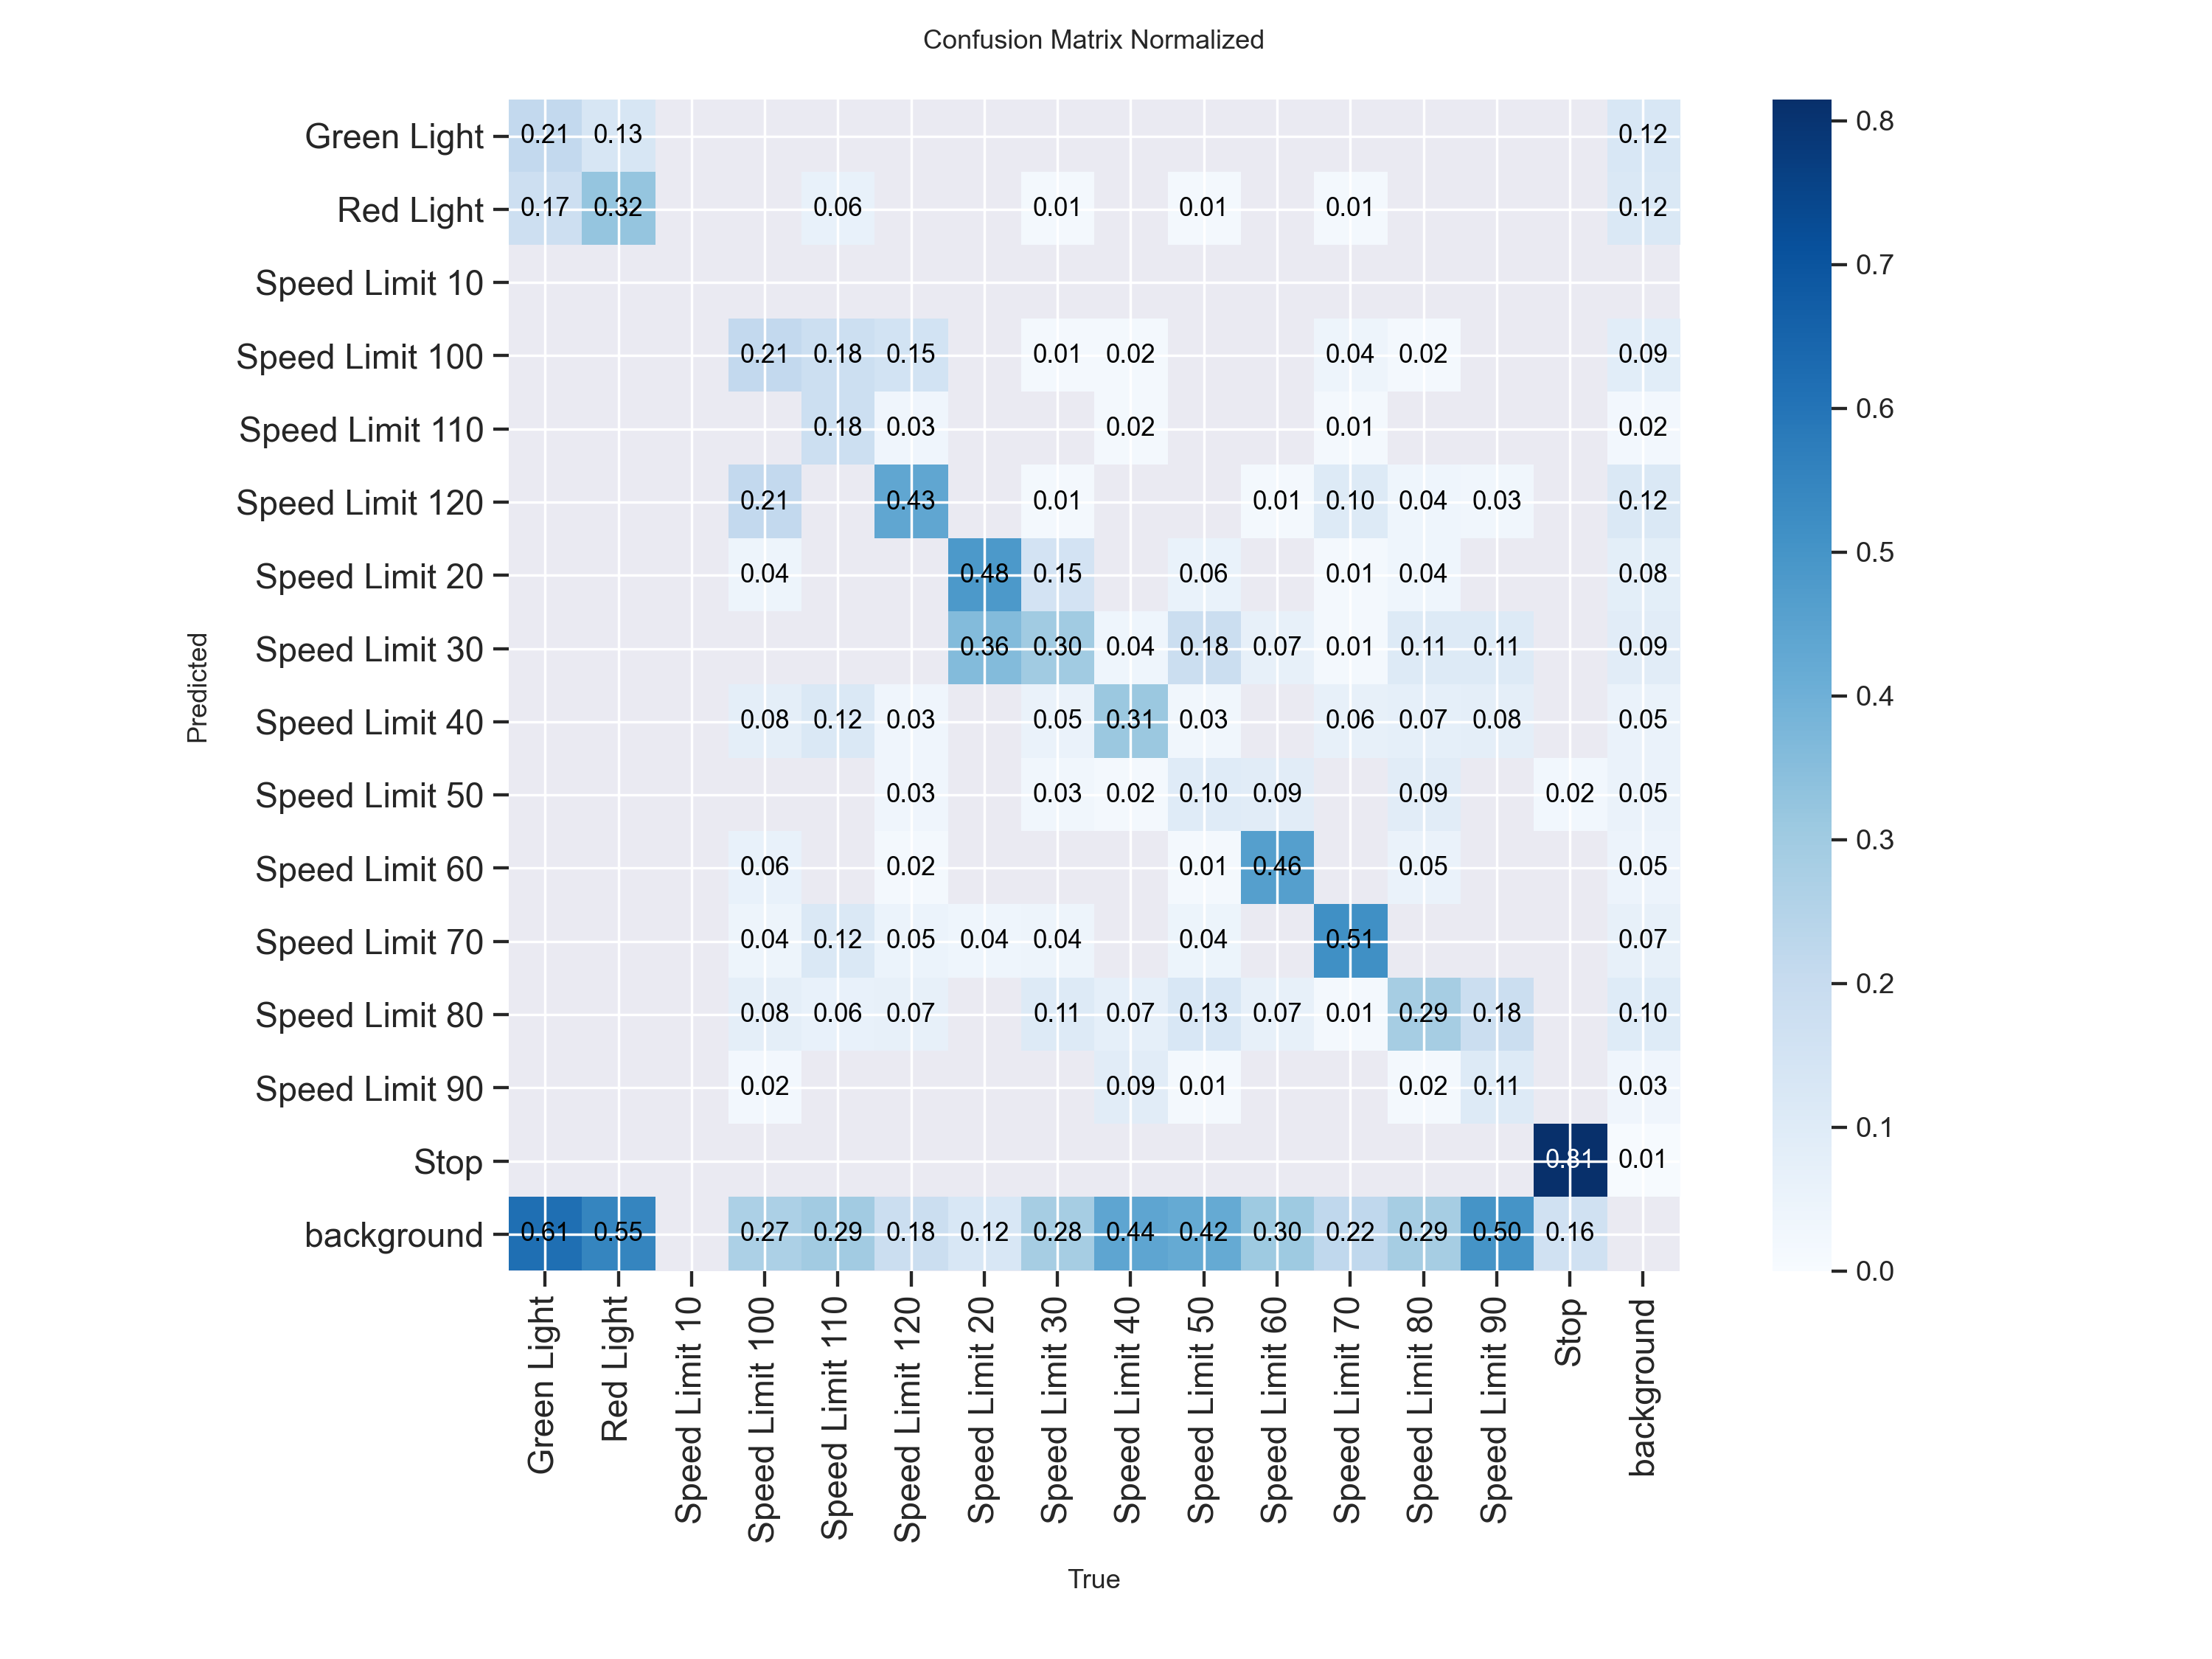 Confusion Matrix Normalized
Green Light 0.21 0.13 0.12
Red Light 0.17 0.32 0.06 0.01 0.01 0.01 0.12
Speed Limit 10
Speed Limit 100 0.21 0.18 0.15 0.01 0.02 0.04 0.02 0.09
Speed Limit 110 0.18 0.03 0.02 0.01 0.02
Speed Limit 120 0.21 0.43 0.01 0.01 0.10 0.04 0.03 0.12
Speed Limit 20 0.04 0.48 0.15 0.06 0.01 0.04 0.08
Speed Limit 30 0.36 0.30 0.04 0.18 0.07 0.01 0.11 0.11 0.09
Speed Limit 40 0.08 0.12 0.03 0.05 0.31 0.03 0.06 0.07 0.08 0.05
Speed Limit 50 0.03 0.03 0.02 0.10 0.09 0.09 0.02 0.05
Speed Limit 60 0.06 0.02 0.01 0.46 0.05 0.05
Speed Limit 70 0.04 0.12 0.05 0.04 0.04 0.04 0.51 0.07
Speed Limit 80 0.08 0.06 0.07 0.11 0.07 0.13 0.07 0.01 0.29 0.18 0.10
Speed Limit 90 0.02 0.09 0.01 0.02 0.11 0.03
Stop 0.81 0.01
background 0.61 0.55 0.27 0.29 0.18 0.12 0.28 0.44 0.42 0.30 0.22 0.29 0.50 0.16
Predicted
Green Light
Red Light
Speed Limit 10
Speed Limit 100
Speed Limit 110
Speed Limit 120
Speed Limit 20
Speed Limit 30
Speed Limit 40
Speed Limit 50
Speed Limit 60
Speed Limit 70
Speed Limit 80
Speed Limit 90
Stop
background
True
0.8
0.7
0.6
0.5
0.4
0.3
0.2
0.1
0.0